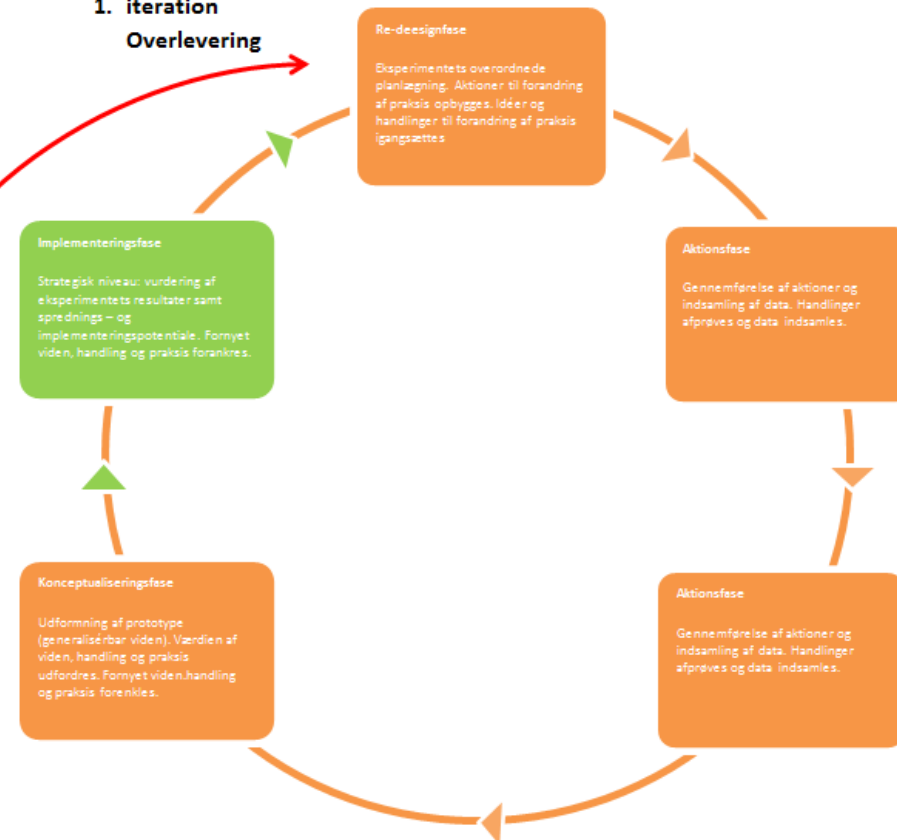 1. iteration
Overlevering
Re-deesignfase
Eksperimentets overordnede
planlægning. Aktioner til forandring
af praksis opbygges. Idéer og
handlinger til forandring af praksis
igangsættes
Implementeringsfase
Strategisk niveau: vurdering af
eksperimentets resultater samt
sprednings – og
implementeringspotentiale. Fornyet
viden, handling og praksis forankres.
Aktionsfase
Gennemførelse af aktioner og
indsamling af data. Handlinger
afprøves og data indsamles.
Konceptualiseringsfase
Udformning af prototype
(generalisérbar viden). Værdien af
viden, handling og praksis
udfordres. Fornyet viden.handling
og praksis forenkles.
Aktionsfase
Gennemførelse af aktioner og
indsamling af data. Handlinger
afprøves og data indsamles.